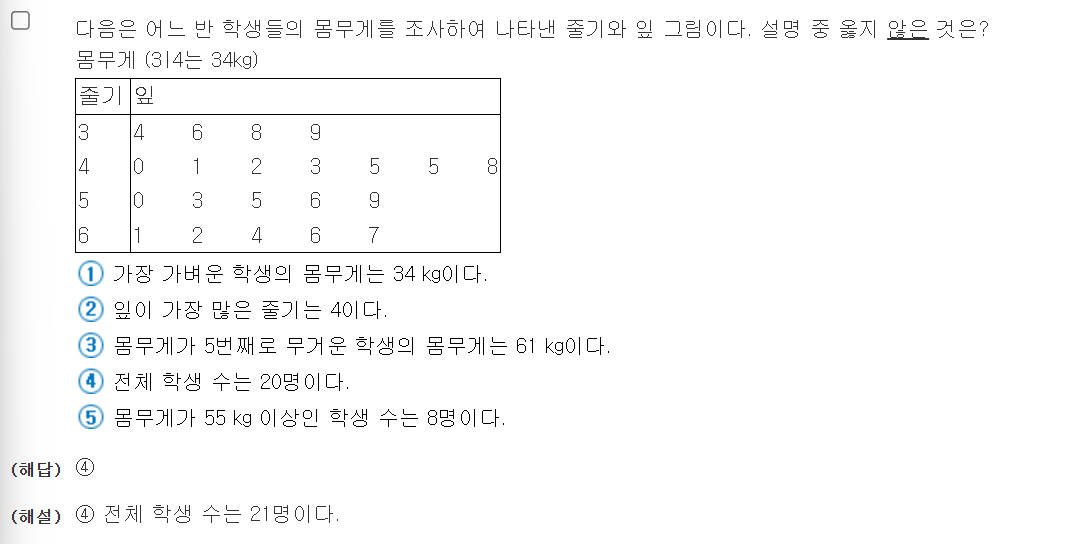 다음은 어느 반 학생들의 몸무게를 조사하여 나타낸 줄기와 잎 그림이다. 설명 중 옳지 않은 것은?
몸무게 (3|4는 34kg)
줄기 잎
3 4 6 8 9
4 0 1 2 3 5 5 8
5 0 3 5 6 9
6 1 2 4 6 7
① 가장 가벼운 학생의 몸무게는 34 kg이다.
② 잎이 가장 많은 줄기는 4이다.
③ 몸무게가 5번째로 무거운 학생의 몸무게는 61 kg이다.
④ 전체 학생 수는 20명이다.
⑤ 몸무게가 55 kg 이상인 학생 수는 8명이다.
(해답) ④
(해설) ④ 전체 학생 수는 21명이다.